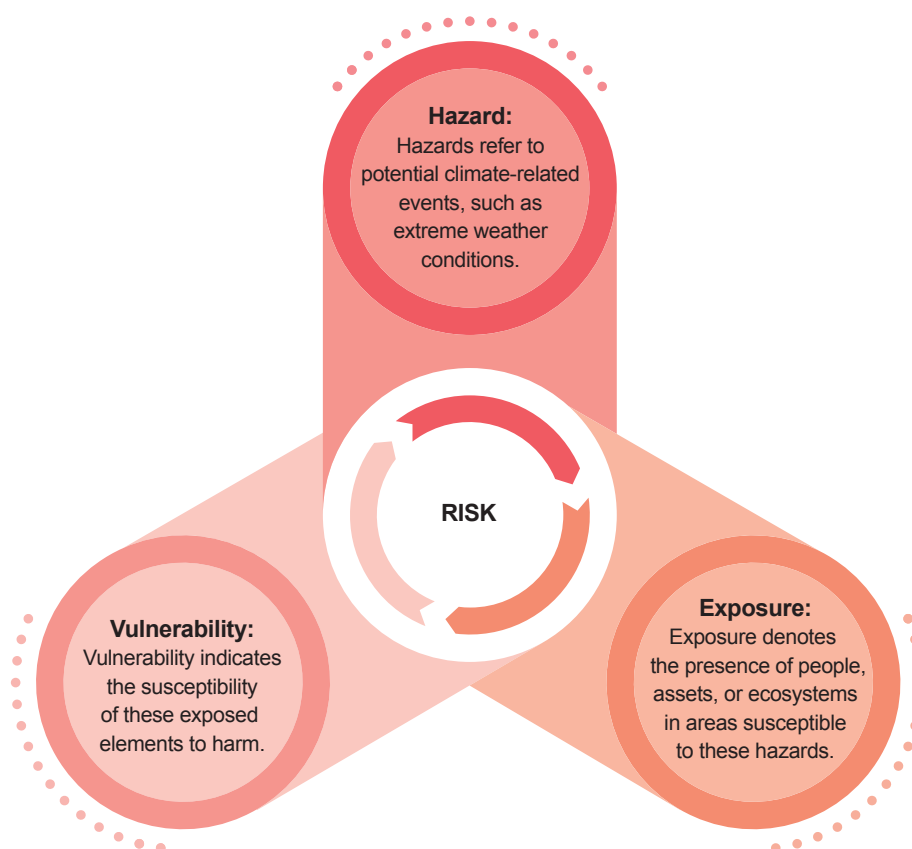 Hazard:
Hazards refer to
potential climate-related
events, such as
extreme weather
conditions.
RISK
Vulnerability:
Vulnerability indicates
the susceptibility
of these exposed
elements to harm.
Exposure:
Exposure denotes
the presence of people,
assets, or ecosystems
in areas susceptible
to these hazards.